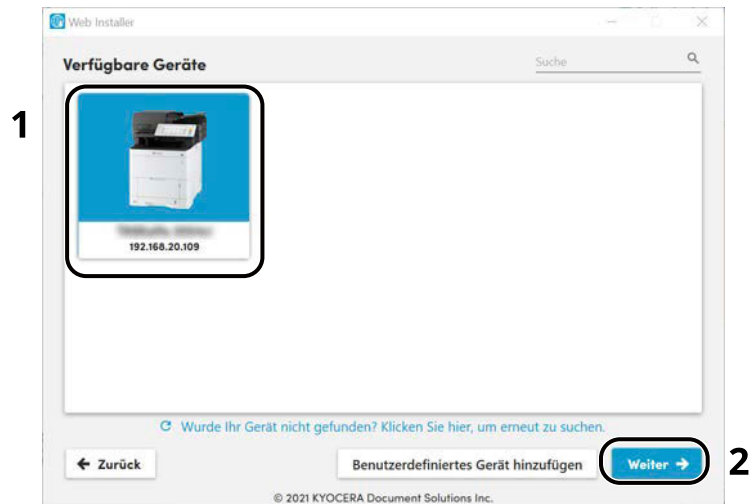 Web Installer
Verfügbare Geräte
Suche
1
192.168.20.109
Wurde Ihr Gerät nicht gefunden? Klicken Sie hier, um erneut zu suchen.
Zurück
Benutzerdefiniertes Gerät hinzufügen
Weiter
2
© 2021 KYOCERA Document Solutions Inc.